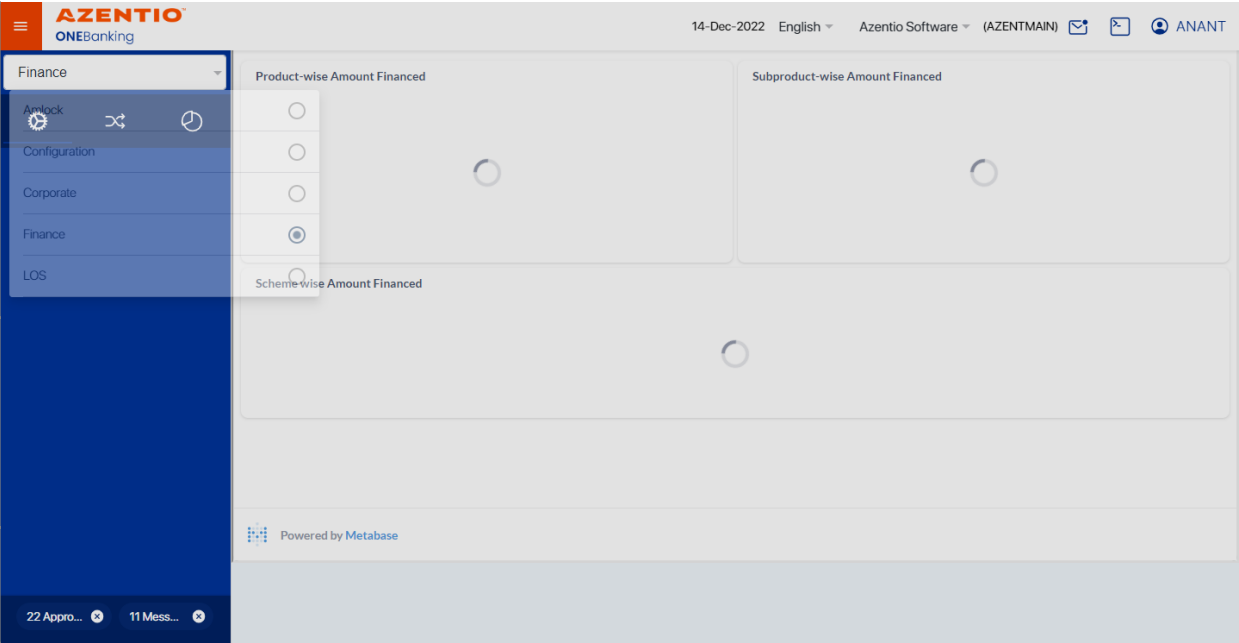 AZENTIO™
ONEBanking
14-Dec-2022 English Azentio Software (AZENTMAIN) ANANT
Finance
Amlock
Configuration
Corporate
Finance
LOS
Product-wise Amount Financed
Subproduct-wise Amount Financed
Scheme-wise Amount Financed
Powered by Metabase
22 Appro... 11 Mess...